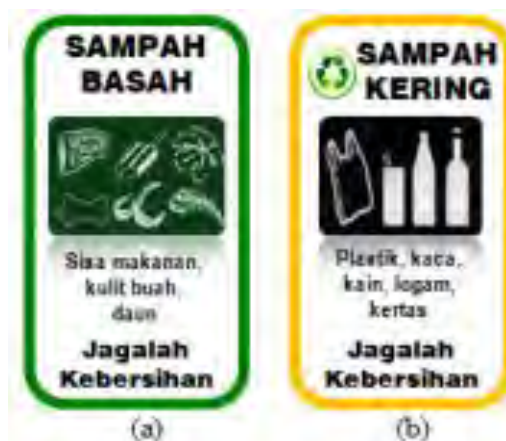 SAMPAH
BASAH
Sisa makanan,
kulit buah,
daun
Jagalah
Kebersihan
(a)
SAMPAH
KERING
Plastik, kaca,
kain, logam,
kertas
Jagalah
Kebersihan
(b)